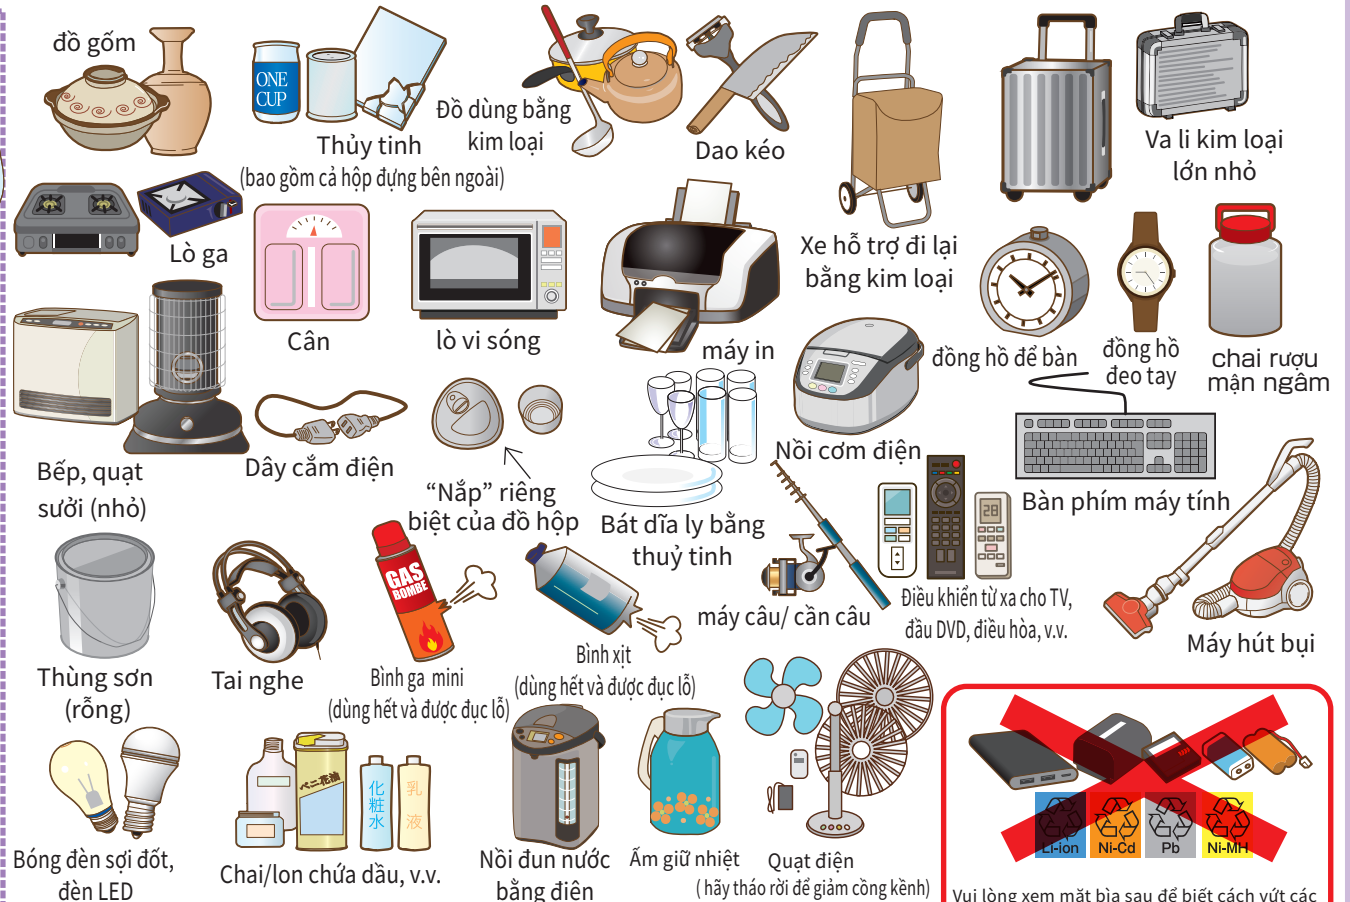 đồ gốm
ONE
CUP
Thủy tinh
(bao gồm cả hộp đựng bên ngoài)
Đồ dùng bằng
kim loại
Dao kéo
Va li kim loại
lớn nhỏ
Lò ga
Xe hỗ trợ đi lại
bằng kim loại
Cân
lò vi sóng
máy in
đồng hồ để bàn
đồng hồ
đeo tay
chai rượu
mận ngâm
Bếp, quạt
sưởi (nhỏ)
Dây cắm điện
“Nắp” riêng
biệt của đồ hộp
Bát dĩa ly bằng
thuỷ tinh
Nồi cơm điện
28
Bàn phím máy tính
GAS
BOMBE
máy câu/ cần câu
Điều khiển từ xa cho TV,
đầu DVD, điều hòa, v.v.
Máy hút bụi
Thùng sơn
(rỗng)
Tai nghe
Bình ga mini
(dùng hết và được đục lỗ)
Bình xịt
(dùng hết và được đục lỗ)
ベニ花油
化粧水
乳液
Li-ion
Ni-Cd
Pb
Ni-MH
Bóng đèn sợi đốt,
đèn LED
Chai/lon chứa dầu, v.v.
Nồi đun nước
bằng điện
Ấm giữ nhiệt
Quạt điện
( hãy tháo rời để giảm cồng kềnh)
Vui lòng xem mặt bìa sau để biết cách vứt các